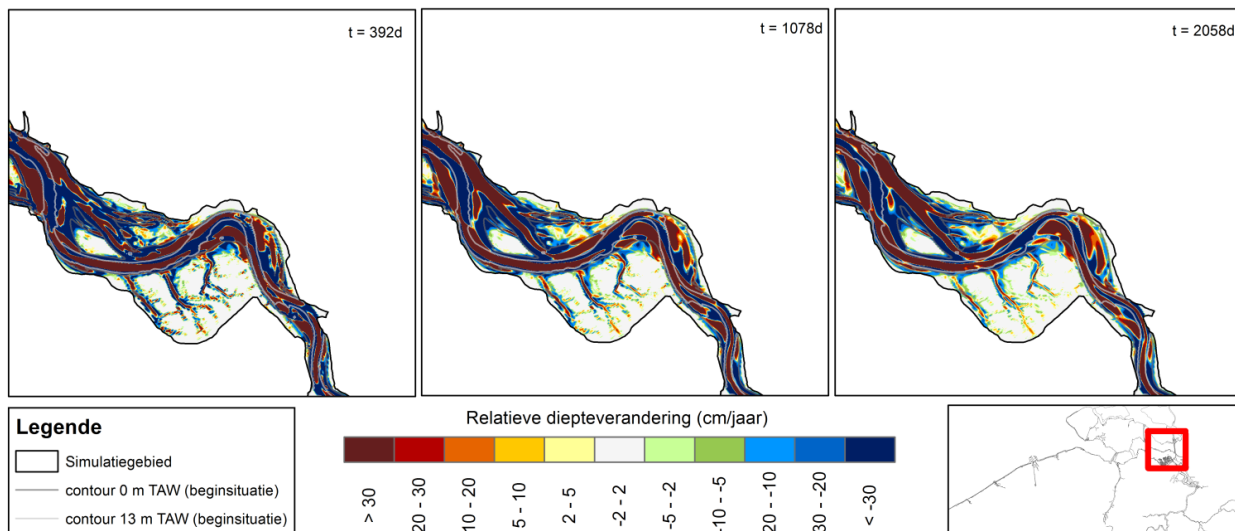 t = 392d
t = 1078d
t = 2058d
Legende
Simulatiegebied
contour 0 m TAW (beginsituatie)
contour 13 m TAW (beginsituatie)
Relatieve diepteverandering (cm/jaar)
> 30
20 - 30
10 - 20
5 - 10
2 - 5
-2 - 2
-5 - -2
-10 - -5
-20 - -10
-30 - -20
< -30